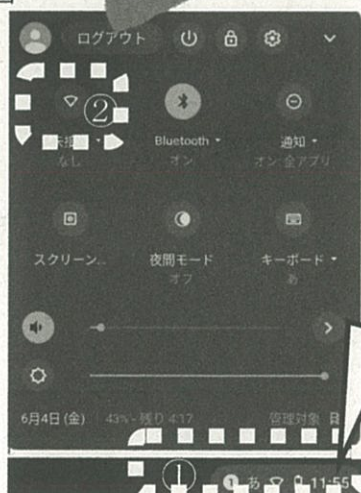 ログアウト
②
未接
なし
Bluetooth
オン
通知
オン:全アプリ
スクリーン...
夜間モード
オフ
キーボード
あ
6月4日(金)
43% - 残り 4:17
管理対象
①
1 あ 11:55